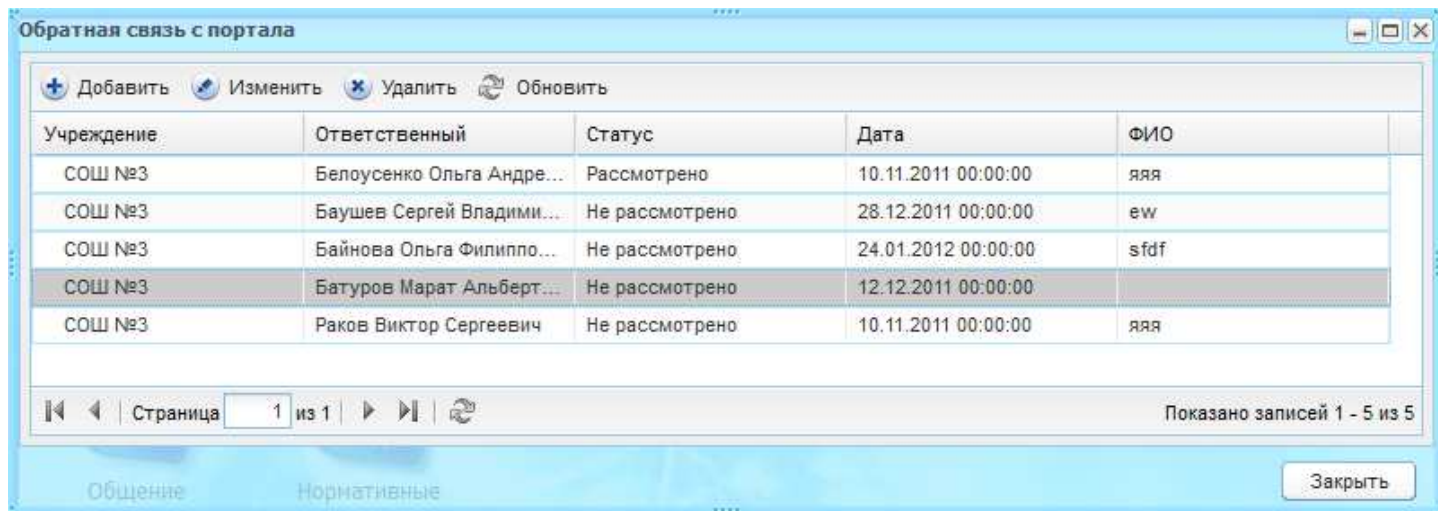 Обратная связь с портала
Добавить Изменить Удалить Обновить
Учреждение Ответственный Статус Дата ФИО
СОШ №3 Белоусенко Ольга Андре... Рассмотрено 10.11.2011 00:00:00 яяя
СОШ №3 Баушев Сергей Владими... Не рассмотрено 28.12.2011 00:00:00 ew
СОШ №3 Байнова Ольга Филиппо... Не рассмотрено 24.01.2012 00:00:00 sfdf
СОШ №3 Батуров Марат Альберт... Не рассмотрено 12.12.2011 00:00:00
СОШ №3 Раков Виктор Сергеевич Не рассмотрено 10.11.2011 00:00:00 яяя
Страница 1 из 1 Показано записей 1 - 5 из 5
Общение Нормативные Закрыть